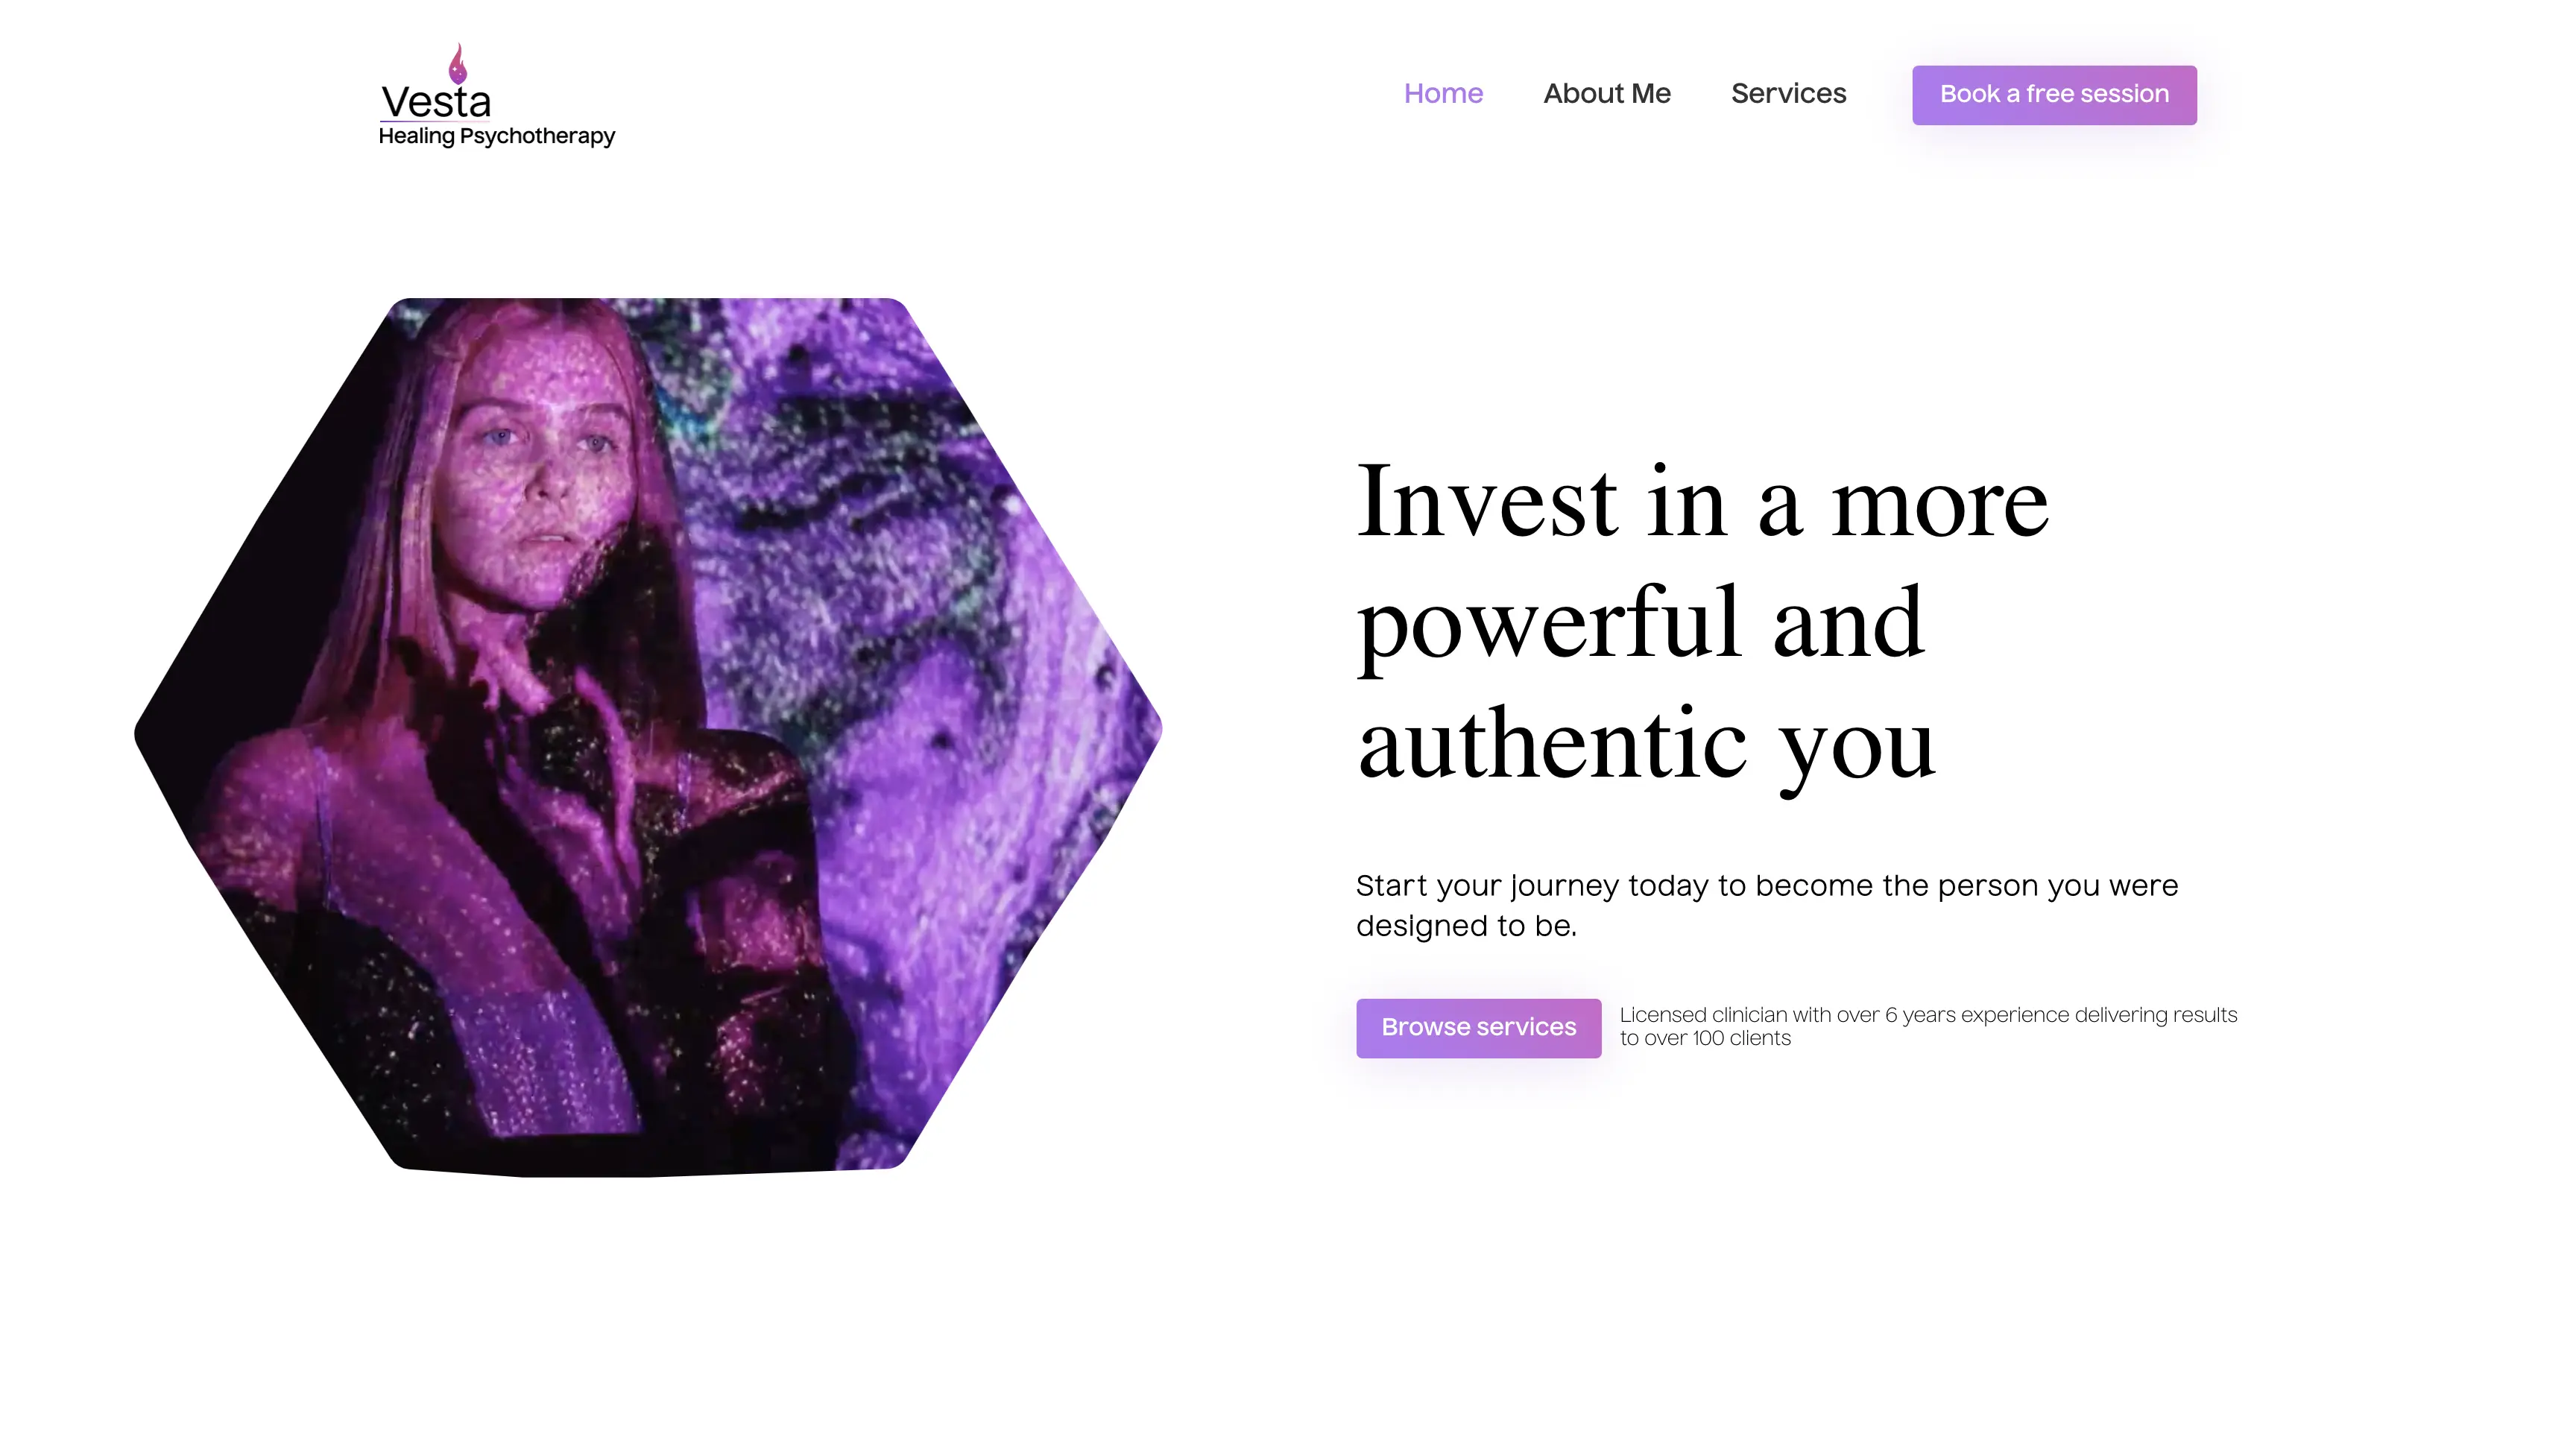 Vesta
Healing Psychotherapy
Home
About Me
Services
Book a free session
Invest in a more
powerful and
authentic you
Start your journey today to become the person you were
designed to be.
Browse services
Licensed clinician with over 6 years experience delivering results
to over 100 clients